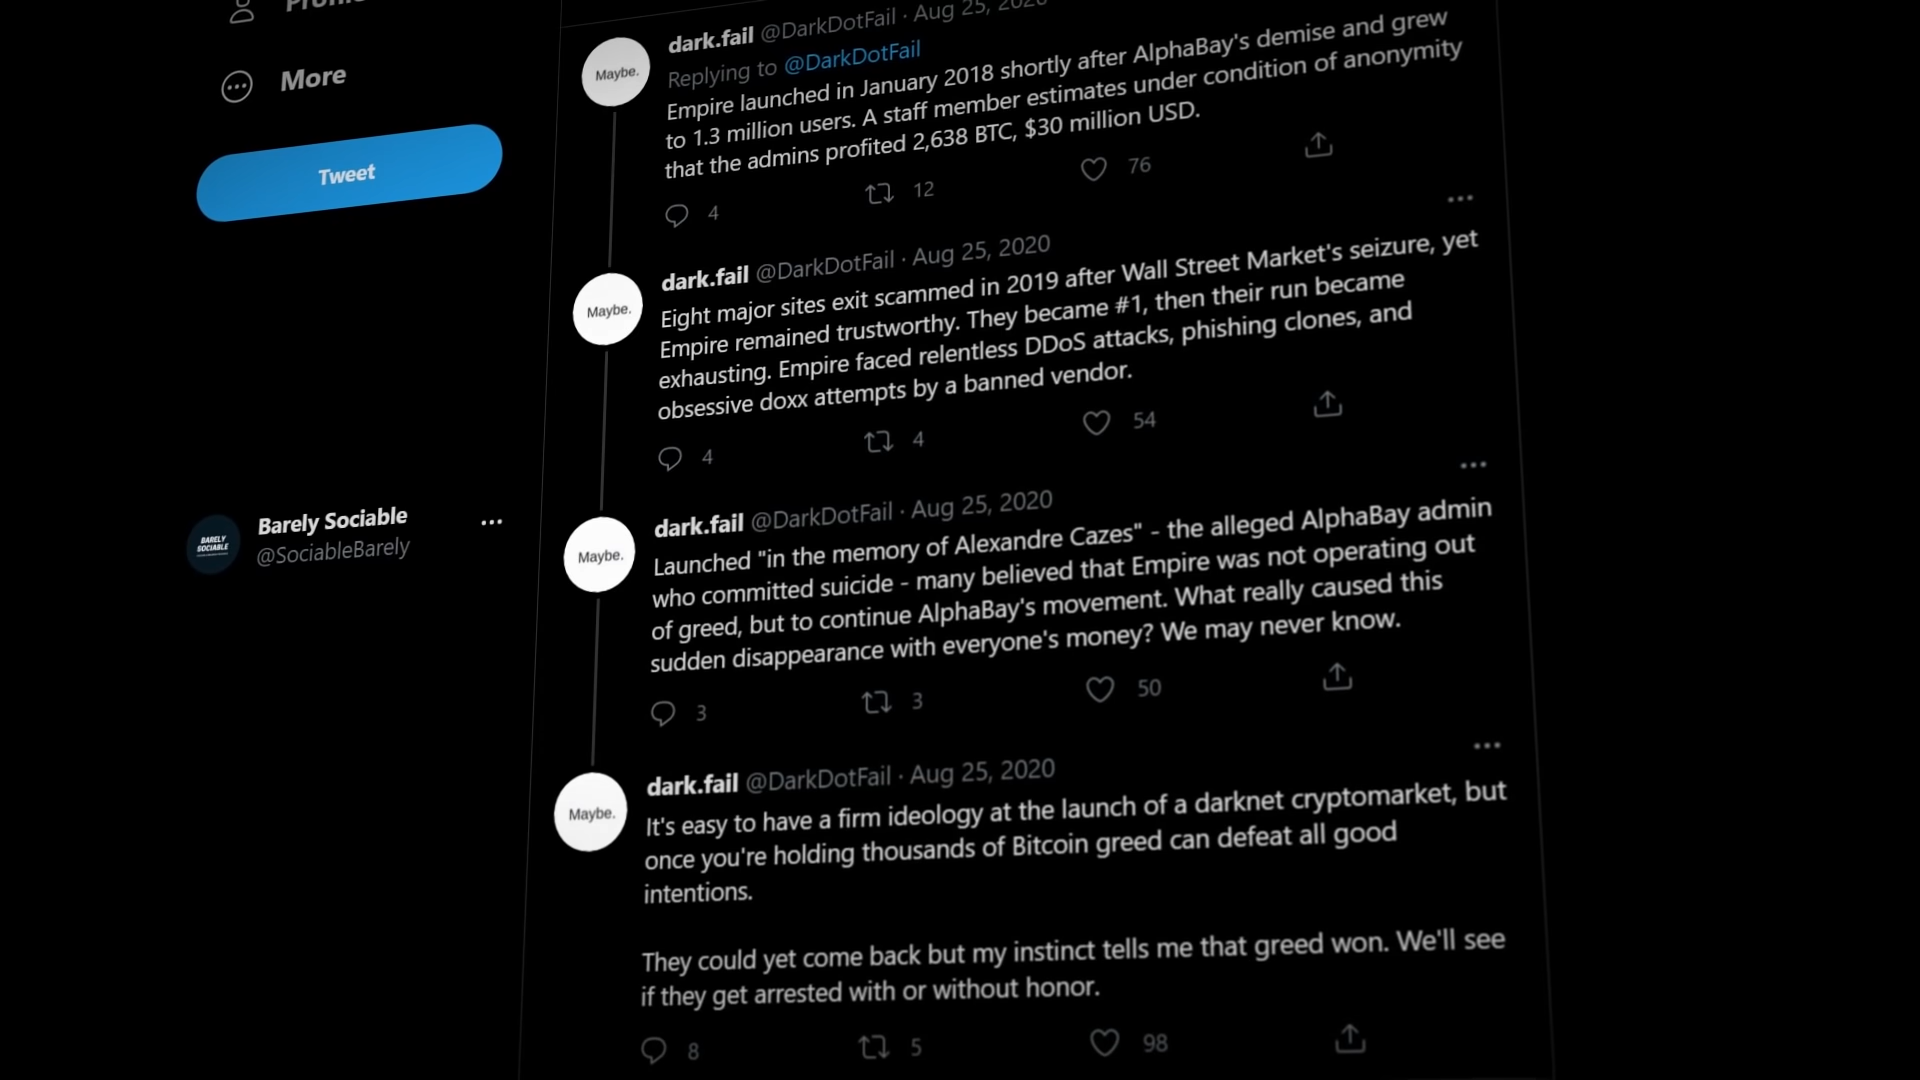 More
Tweet
Barely Sociable
@SociableBarely
BARELY
SOCIABLE
Maybe.
dark.fail @DarkDotFail · Aug 25, 2020
Replying to @DarkDotFail
Empire launched in January 2018 shortly after AlphaBay's demise and grew
to 1.3 million users. A staff member estimates under condition of anonymity
that the admins profited 2,638 BTC, $30 million USD.
4 12 76
Maybe.
dark.fail @DarkDotFail · Aug 25, 2020
Eight major sites exit scammed in 2019 after Wall Street Market's seizure, yet
Empire remained trustworthy. They became #1, then their run became
exhausting. Empire faced relentless DDoS attacks, phishing clones, and
obsessive doxx attempts by a banned vendor.
4 4 54
Maybe.
dark.fail @DarkDotFail · Aug 25, 2020
Launched "in the memory of Alexandre Cazes" - the alleged AlphaBay admin
who committed suicide - many believed that Empire was not operating out
of greed, but to continue AlphaBay's movement. What really caused this
sudden disappearance with everyone's money? We may never know.
3 3 50
Maybe.
dark.fail @DarkDotFail · Aug 25, 2020
It's easy to have a firm ideology at the launch of a darknet cryptomarket, but
once you're holding thousands of Bitcoin greed can defeat all good
intentions.
They could yet come back but my instinct tells me that greed won. We'll see
if they get arrested with or without honor.
8 5 98